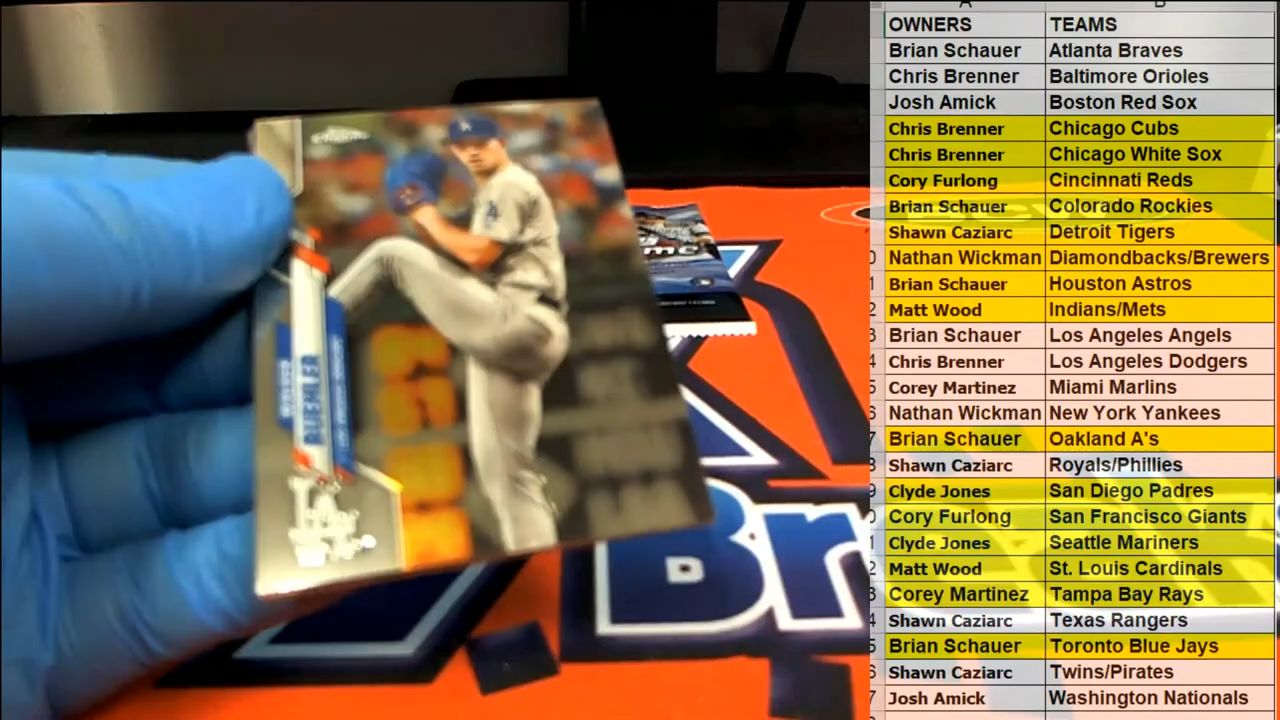 A B
OWNERS TEAMS
Brian Schauer Atlanta Braves
Chris Brenner Baltimore Orioles
Josh Amick Boston Red Sox
Chris Brenner Chicago Cubs
Chris Brenner Chicago White Sox
Cory Furlong Cincinnati Reds
Brian Schauer Colorado Rockies
Shawn Caziarc Detroit Tigers
Nathan Wickman Diamondbacks/Brewers
Brian Schauer Houston Astros
Matt Wood Indians/Mets
Brian Schauer Los Angeles Angels
Chris Brenner Los Angeles Dodgers
Corey Martinez Miami Marlins
Nathan Wickman New York Yankees
Brian Schauer Oakland A's
Shawn Caziarc Royals/Phillies
Clyde Jones San Diego Padres
Cory Furlong San Francisco Giants
Clyde Jones Seattle Mariners
Matt Wood St. Louis Cardinals
Corey Martinez Tampa Bay Rays
Shawn Caziarc Texas Rangers
Brian Schauer Toronto Blue Jays
Shawn Caziarc Twins/Pirates
Josh Amick Washington Nationals
Chrome
LA
WALKER
BUEHLER
LOS ANGELES DODGERS
Br